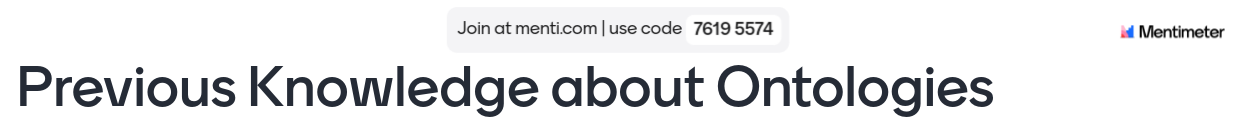 Join at menti.com | use code 7619 5574
Mentimeter
Previous Knowledge about Ontologies